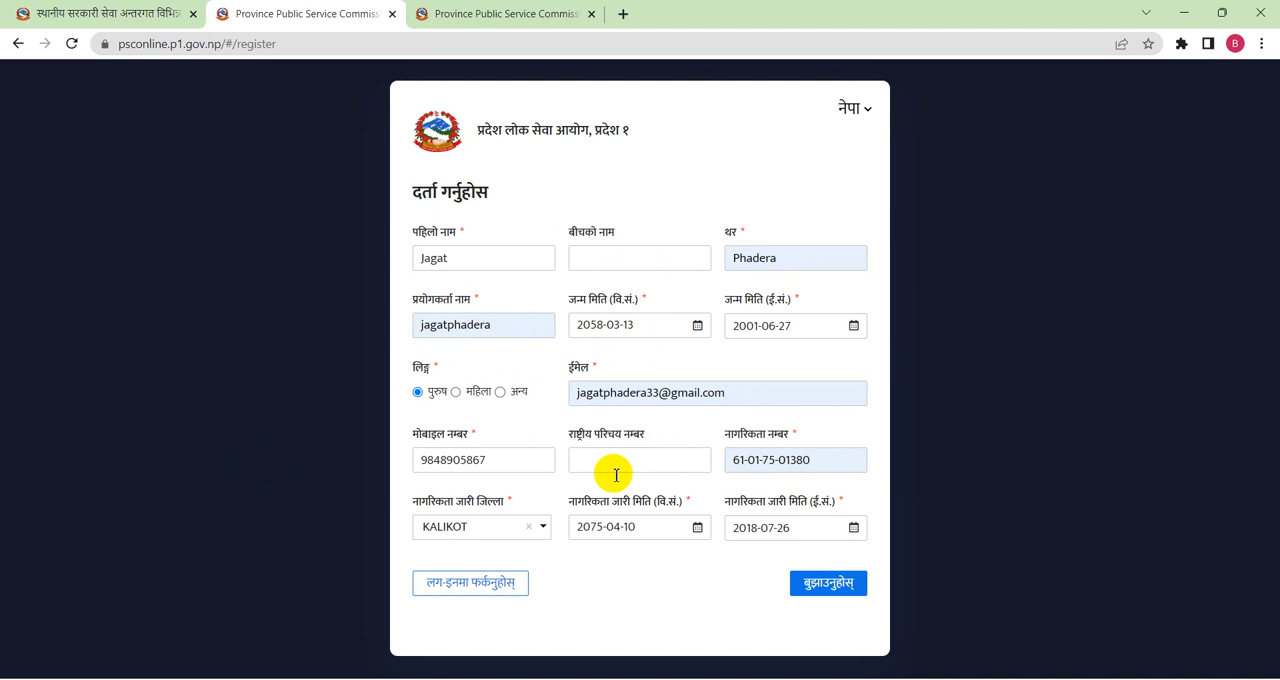 स्थानीय सरकारी सेवा अन्तरगत विभि
Province Public Service Commiss
Province Public Service Commiss
psconline.p1.gov.np/#/register
B
नेपा
प्रदेश लोक सेवा आयोग, प्रदेश १
दर्ता गर्नुहोस
पहिलो नाम * बीचको नाम थर *
Jagat Phadera
प्रयोगकर्ता नाम * जन्म मिति (वि.सं.) * जन्म मिति (ई.सं.) *
jagatphadera 2058-03-13 2001-06-27
लिङ्ग * ईमेल *
पुरुष महिला अन्य jagatphadera33@gmail.com
मोबाइल नम्बर * राष्ट्रीय परिचय नम्बर नागरिकता नम्बर *
9848905867 61-01-75-01380
नागरिकता जारी जिल्ला * नागरिकता जारी मिति (वि.सं.) * नागरिकता जारी मिति (ई.सं.) *
KALIKOT 2075-04-10 2018-07-26
लग-इनमा फर्कनुहोस् बुझाउनुहोस्